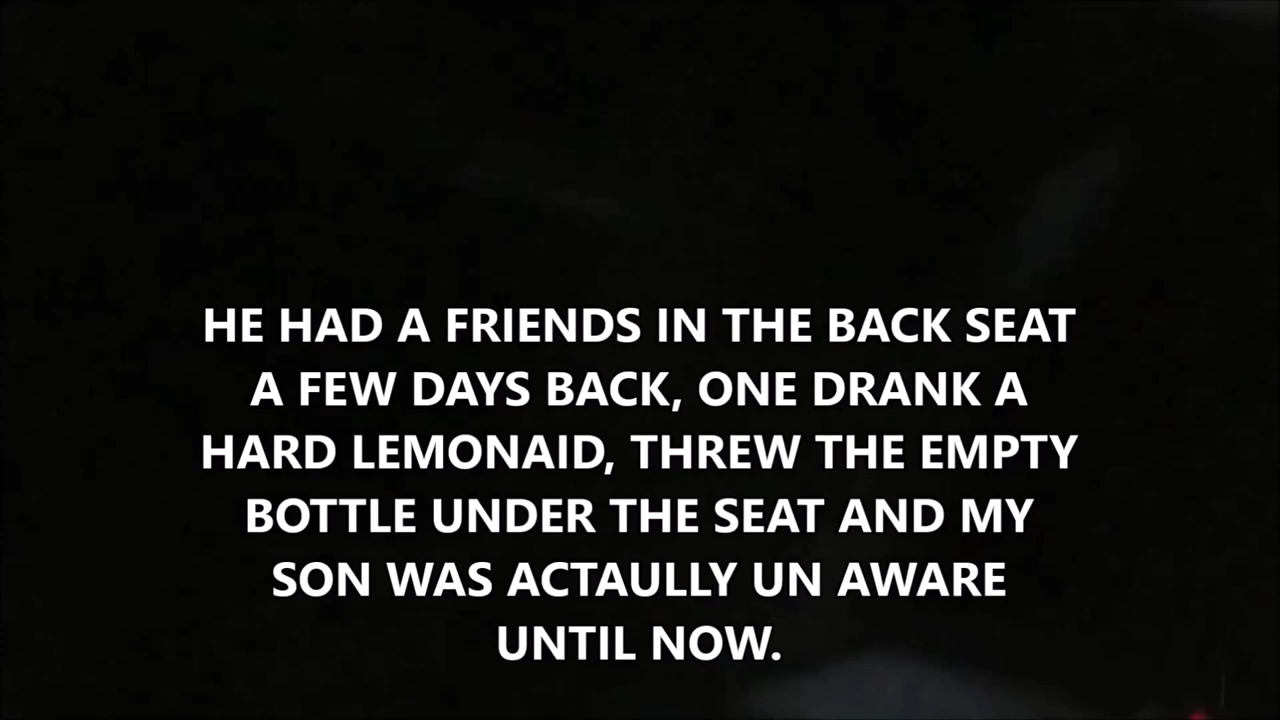 HE HAD A FRIENDS IN THE BACK SEAT
A FEW DAYS BACK, ONE DRANK A
HARD LEMONAID, THREW THE EMPTY
BOTTLE UNDER THE SEAT AND MY
SON WAS ACTAULLY UN AWARE
UNTIL NOW.